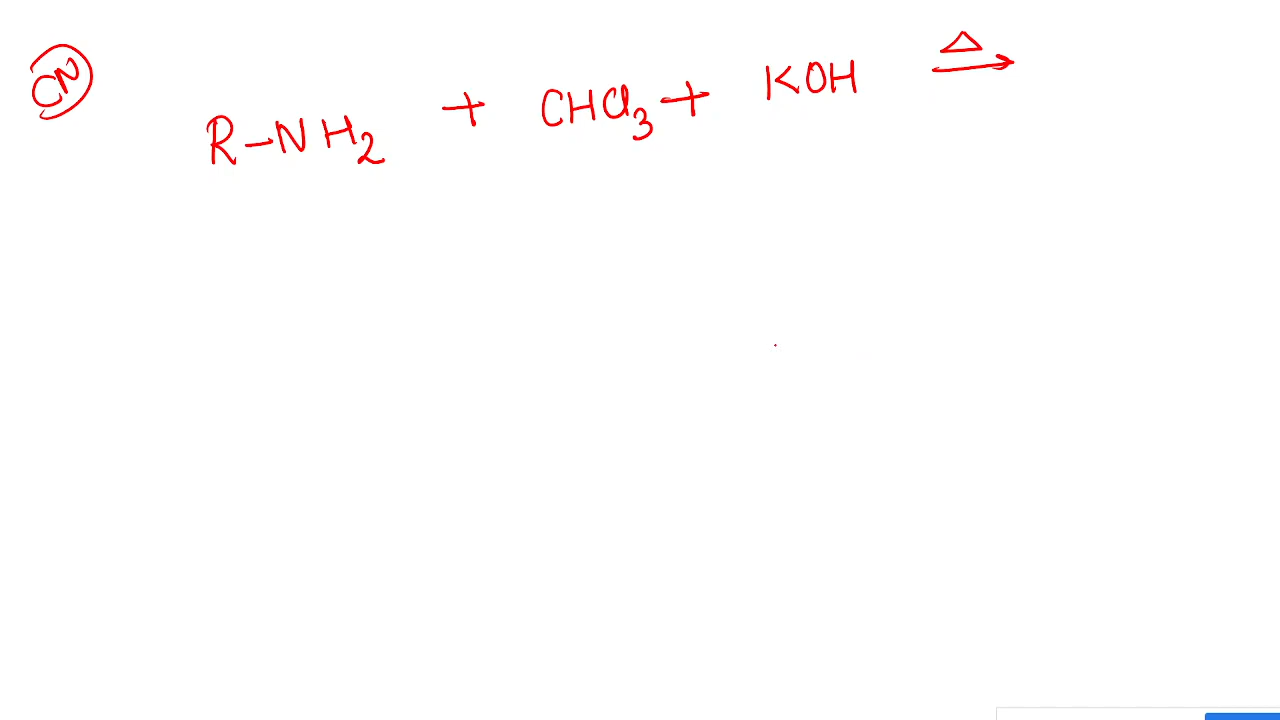 CN
R-NH2 + CHCl3 + KOH △→